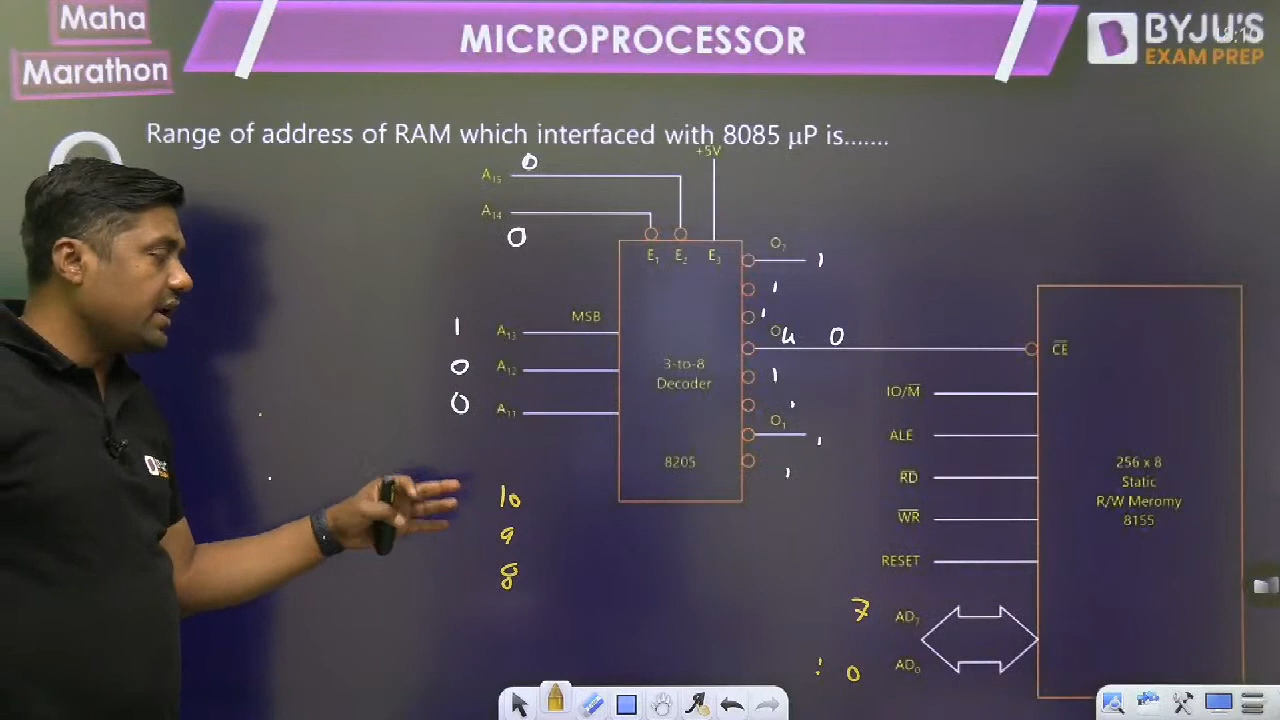 Maha
Marathon
MICROPROCESSOR
BYJU'S
EXAM PREP
Range of address of RAM which interfaced with 8085 μP is.......
+5V
A15 0
A14
0
E1 E2 E3
O7 1
1
1
MSB
1 A13
O4 0
CE
0 A12
3-to-8
Decoder
1
0 A11
O1 1
1
8205
IO/M
ALE
RD
WR
RESET
256 x 8
Static
R/W Meromy
8155
10
9
8
7 AD7
: 0 AD0